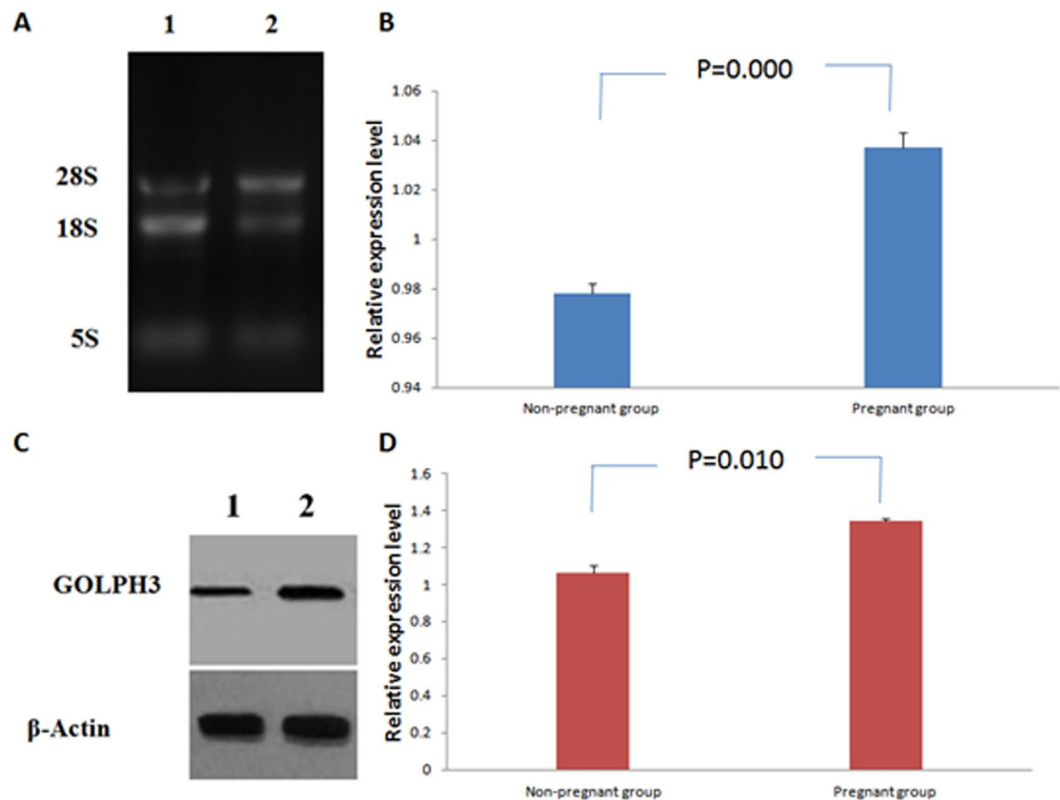 A
1 2
28S
18S
5S
B
P=0.000
Relative expression level
1.06
1.04
1.02
1
0.98
0.96
0.94
Non-pregnant group Pregnant group
C
1 2
GOLPH3
β-Actin
D
P=0.010
Relative expression level
1.6
1.4
1.2
1
0.8
0.6
0.4
0.2
0
Non-pregnant group Pregnant group